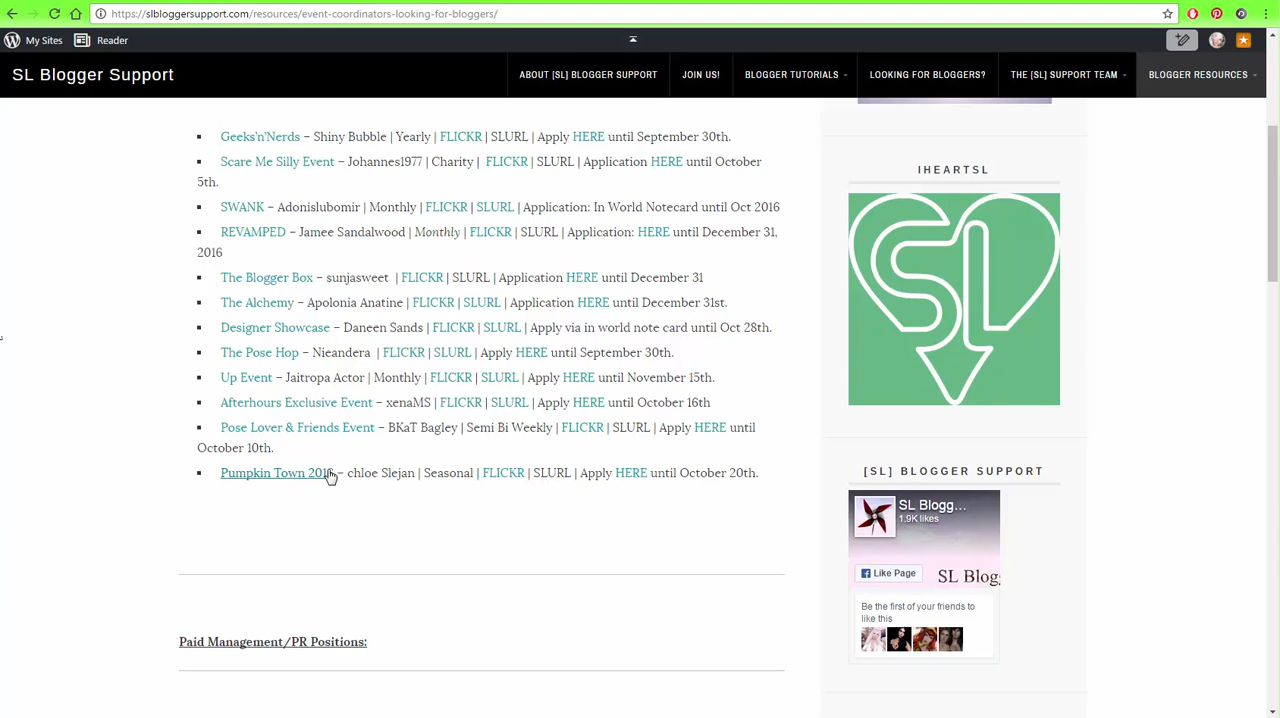 https://slbloggersupport.com/resources/event-coordinators-looking-for-bloggers/
My Sites Reader
SL Blogger Support
ABOUT [SL] BLOGGER SUPPORT JOIN US! BLOGGER TUTORIALS LOOKING FOR BLOGGERS? THE [SL] SUPPORT TEAM BLOGGER RESOURCES
Geeks'n'Nerds – Shiny Bubble | Yearly | FLICKR | SLURL | Apply HERE until September 30th.
Scare Me Silly Event – Johannes1977 | Charity | FLICKR | SLURL | Application HERE until October
5th.
SWANK – Adonislubomir | Monthly | FLICKR | SLURL | Application: In World Notecard until Oct 2016
REVAMPED – Jamee Sandalwood | Monthly | FLICKR | SLURL | Application: HERE until December 31,
2016
The Blogger Box – sunjasweet | FLICKR | SLURL | Application HERE until December 31
The Alchemy – Apolonia Anatine | FLICKR | SLURL | Application HERE until December 31st.
Designer Showcase – Daneen Sands | FLICKR | SLURL | Apply via in world note card until Oct 28th.
The Pose Hop – Nieandera | FLICKR | SLURL | Apply HERE until September 30th.
Up Event – Jaitropa Actor | Monthly | FLICKR | SLURL | Apply HERE until November 15th.
Afterhours Exclusive Event – xenaMS | FLICKR | SLURL | Apply HERE until October 16th
Pose Lover & Friends Event – BKaT Bagley | Semi Bi Weekly | FLICKR | SLURL | Apply HERE until
October 10th.
Pumpkin Town – chloe Slejan | Seasonal | FLICKR | SLURL | Apply HERE until October 20th.
Paid Management/PR Positions:
IHEARTSL
[SL] BLOGGER SUPPORT
SL Blogg...
1.9K likes
Like Page
SL Blog
Be the first of your friends to
like this